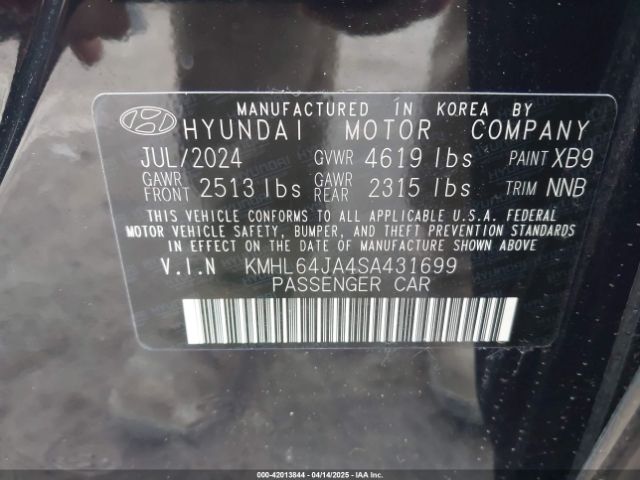 MANUFACTURED IN KOREA BY
HYUNDAI MOTOR COMPANY
JUL/2024 GVWR 4619 lbs PAINT XB9
GAWR FRONT 2513 lbs GAWR REAR 2315 lbs TRIM NNB
THIS VEHICLE CONFORMS TO ALL APPLICABLE U.S.A. FEDERAL
MOTOR VEHICLE SAFETY, BUMPER, AND THEFT PREVENTION STANDARDS
IN EFFECT ON THE DATE OF MANUFACTURE SHOWN ABOVE
V.I.N KMHL64JA4SA431699
PASSENGER CAR
000-42013844 | 04/14/2025 - IAA Inc.